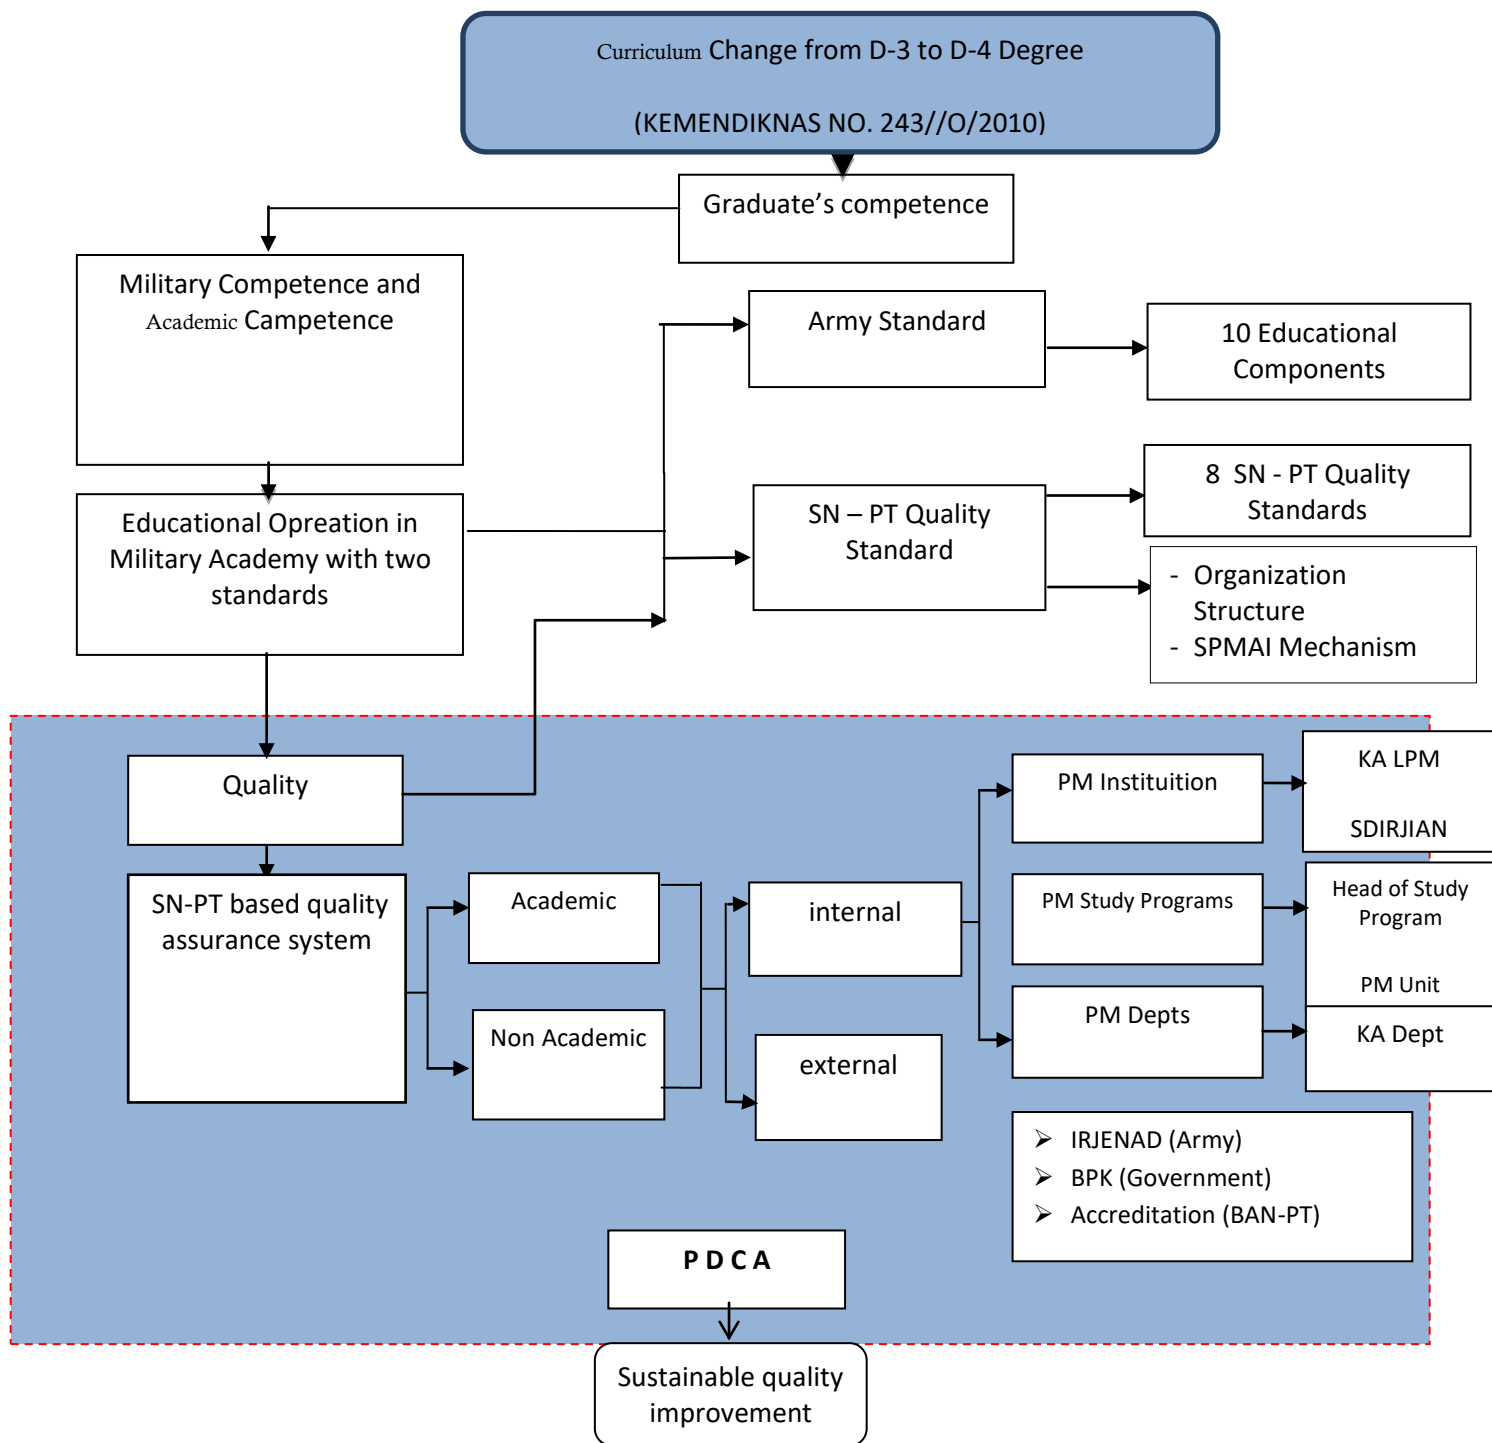 Curriculum Change from D-3 to D-4 Degree
(KEMENDIKNAS NO. 243//O/2010)
Graduate’s competence
Military Competence and
Academic Campetence
Army Standard
10 Educational
Components
Educational Opreation in
Military Academy with two
standards
SN – PT Quality
Standard
8 SN - PT Quality
Standards
- Organization
Structure
- SPMAI Mechanism
Quality
PM Instituition
KA LPM
SDIRJIAN
SN-PT based quality
assurance system
Academic
internal
PM Study Programs
Head of Study
Program
PM Unit
Non Academic
external
PM Depts
KA Dept
➢ IRJENAD (Army)
➢ BPK (Government)
➢ Accreditation (BAN-PT)
P D C A
Sustainable quality
improvement